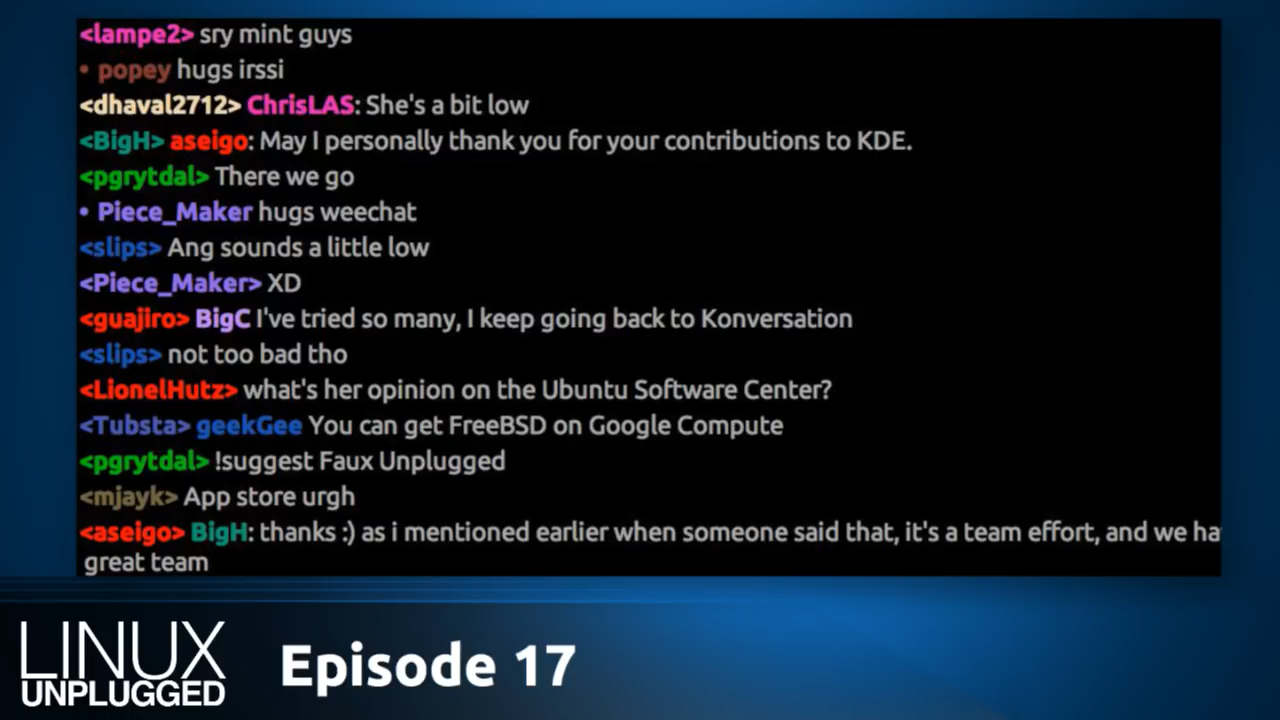 <lampe2> sry mint guys
• popey hugs irssi
<dhaval2712> ChrisLAS: She's a bit low
<BigH> aseigo: May I personally thank you for your contributions to KDE.
<pgrytdal> There we go
• Piece_Maker hugs weechat
<slips> Ang sounds a little low
<Piece_Maker> XD
<guajiro> BigC I've tried so many, I keep going back to Konversation
<slips> not too bad tho
<LionelHutz> what's her opinion on the Ubuntu Software Center?
<Tubsta> geekGee You can get FreeBSD on Google Compute
<pgrytdal> !suggest Faux Unplugged
<mjayk> App store urgh
<aseigo> BigH: thanks :) as i mentioned earlier when someone said that, it's a team effort, and we
great team
LINUX
UNPLUGGED
Episode 17